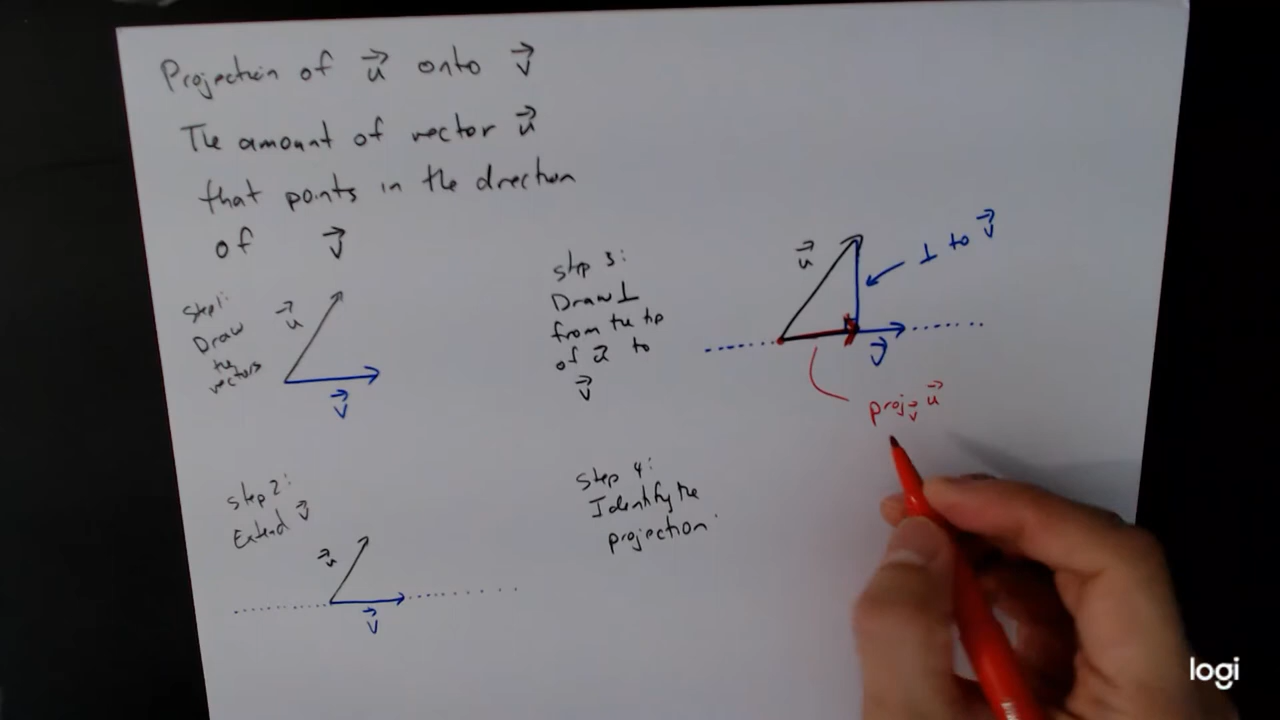 Projection of u⃗ onto v⃗
The amount of vector u⃗
that points in the direction
of v⃗
Step 1:
Draw
the
vectors
u⃗
v⃗
Step 2:
Extend v⃗
u⃗
v⃗
Step 3:
Draw ⊥
from the tip
of u⃗ to
v⃗
u⃗
⊥ to v⃗
v⃗
proj_v⃗ u⃗
Step 4:
Identify the
projection.
logi